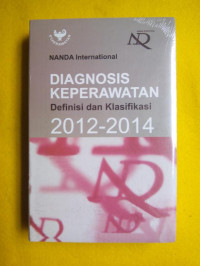 NANDA International
DIAGNOSIS
KEPERAWATAN
Definisi dan Klasifikasi
2012-2014